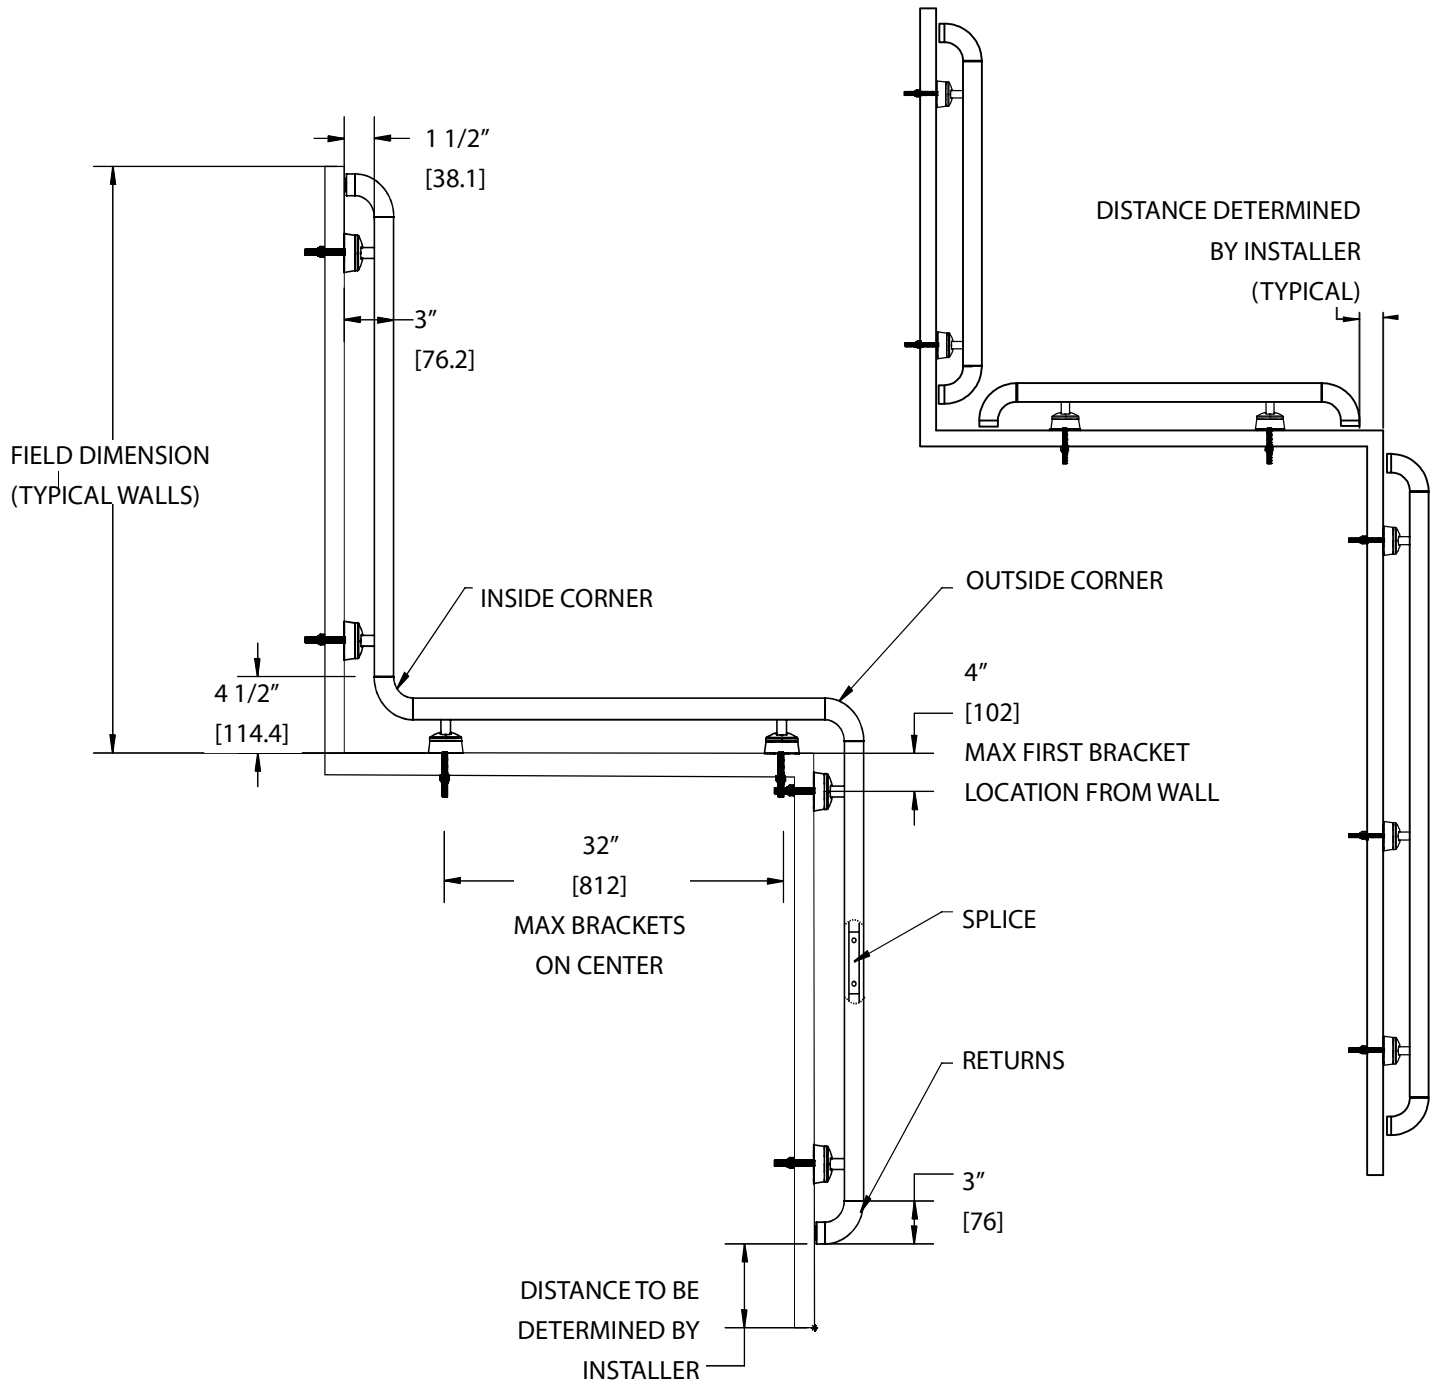 1 1/2”
[38.1]
DISTANCE DETERMINED
BY INSTALLER
(TYPICAL)
3”
[76.2]
FIELD DIMENSION
(TYPICAL WALLS)
INSIDE CORNER
OUTSIDE CORNER
4 1/2”
[114.4]
4”
[102]
MAX FIRST BRACKET
LOCATION FROM WALL
32”
[812]
MAX BRACKETS
ON CENTER
SPLICE
RETURNS
3”
[76]
DISTANCE TO BE
DETERMINED BY
INSTALLER